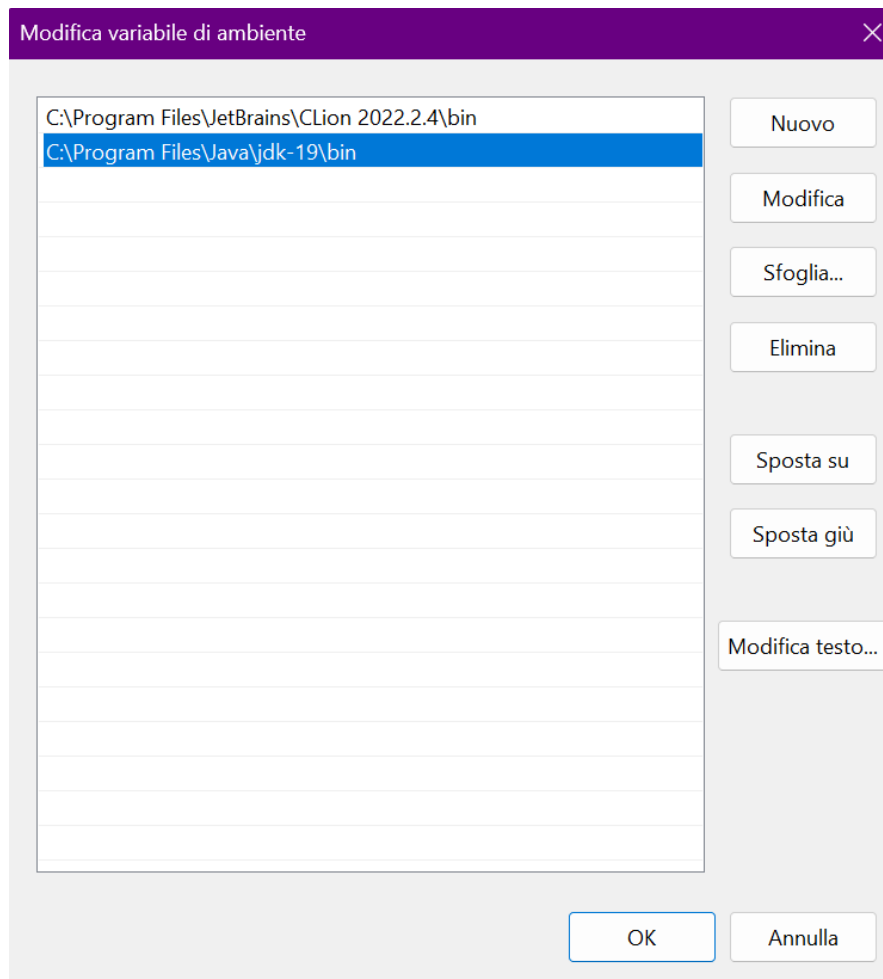 Modifica variabile di ambiente
C:\Program Files\JetBrains\CLion 2022.2.4\bin
C:\Program Files\Java\jdk-19\bin
Nuovo
Modifica
Sfoglia...
Elimina
Sposta su
Sposta giù
Modifica testo...
OK
Annulla